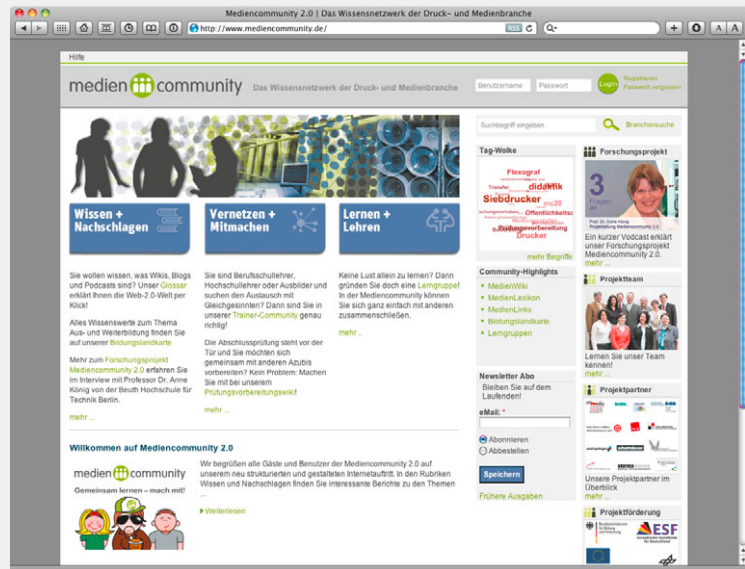 Mediencommunity 2.0 | Das Wissensnetzwerk der Druck- und Medienbranche
http://www.mediencommunity.de/
RSS
A A
Hilfe
medien community
Das Wissensnetzwerk der Druck- und Medienbranche
Benutzername
Passwort
Login
Registrieren
Passwort vergessen
Suchbegriff eingeben
Branchensuche
Wissen +
Nachschlagen
Vernetzen +
Mitmachen
Lernen +
Lehren
Sie wollen wissen, was Wikis, Blogs
und Podcasts sind? Unser Glossar
erklärt Ihnen die Web-2.0-Welt per
Klick!
Alles Wissenswerte zum Thema
Aus- und Weiterbildung finden Sie
auf unserer Bildungslandkarte
Mehr zum Forschungsprojekt
Mediencommunity 2.0 erfahren Sie
im Interview mit Professor Dr. Anne
König von der Beuth Hochschule für
Technik Berlin.
mehr ...
Sie sind Berufsschullehrer,
Hochschullehrer oder Ausbilder und
suchen den Austausch mit
Gleichgesinnten? Dann sind Sie in
unserer Trainer-Community genau
richtig!
Die Abschlussprüfung steht vor der
Tür und Sie möchten sich
gemeinsam mit anderen Azubis
vorbereiten? Kein Problem: Machen
Sie mit bei unserem
Prüfungsvorbereitungswiki!
mehr ...
Keine Lust allein zu lernen? Dann
gründen Sie doch eine Lerngruppe!
In der Mediencommunity können
Sie sich ganz einfach mit anderen
zusammenschließen.
mehr ...
Willkommen auf Mediencommunity 2.0
medien community
Gemeinsam lernen – mach mit!
Wir begrüßen alle Gäste und Benutzer der Mediencommunity 2.0 auf
unserem neu strukturierten und gestalteten Internetauftritt. In den Rubriken
Wissen und Nachschlagen finden Sie interessante Berichte zu den Themen
...
Weiterlesen
Tag-Wolke
Flexograf
Transfer
didaktik
Siebdrucker
mc20
Öffentlichkeitsa
Prüfungsvorbereitung
Drucker
mehr Begriffe
Community-Highlights
MedienWiki
MedienLexikon
MedienLinks
Bildungslandkarte
Lerngruppen
Newsletter Abo
Bleiben Sie auf dem
Laufenden!
eMail: *
Abonnieren
Abbestellen
Speichern
Frühere Ausgaben
Forschungsprojekt
3
Fragen
an
Prof. Dr. Anne König
Projektleitung Mediencommunity 2.0
Ein kurzer Vodcast erklärt
unser Forschungsprojekt
Mediencommunity 2.0.
mehr ...
Projektteam
Lernen Sie unser Team
kennen!
mehr ...
Projektpartner
Unsere Projektpartner im
Überblick
mehr ...
Projektförderung
ESF